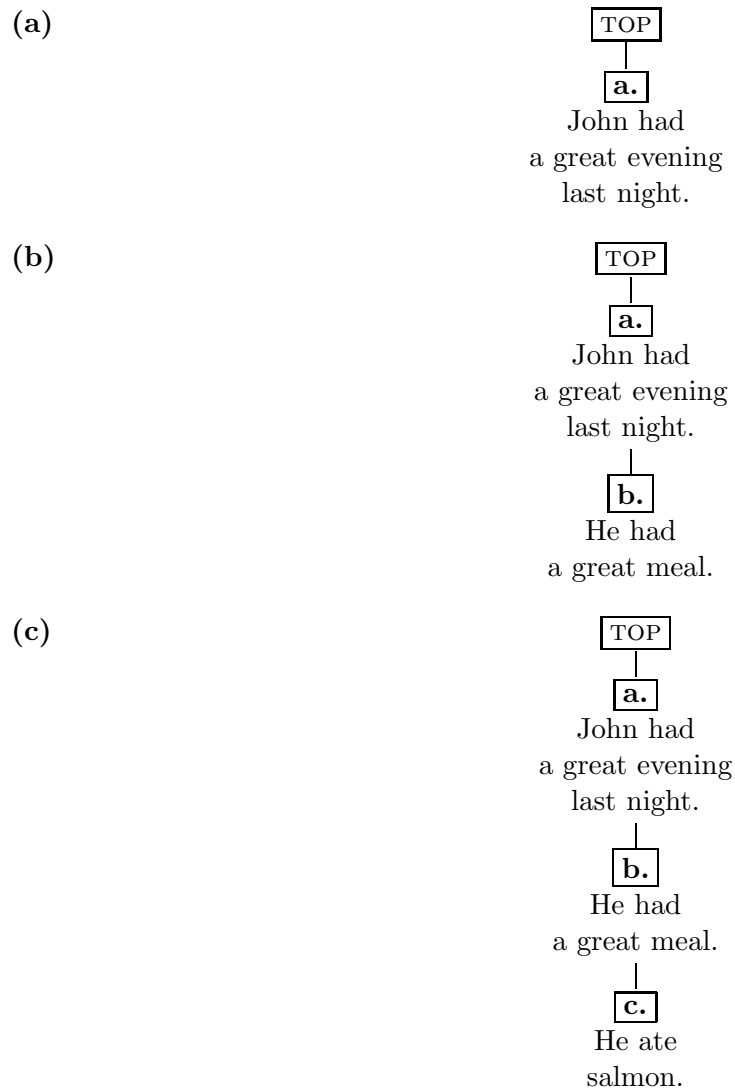 (a)
TOP
a.
John had
a great evening
last night.
(b)
TOP
a.
John had
a great evening
last night.
b.
He had
a great meal.
(c)
TOP
a.
John had
a great evening
last night.
b.
He had
a great meal.
c.
He ate
salmon.